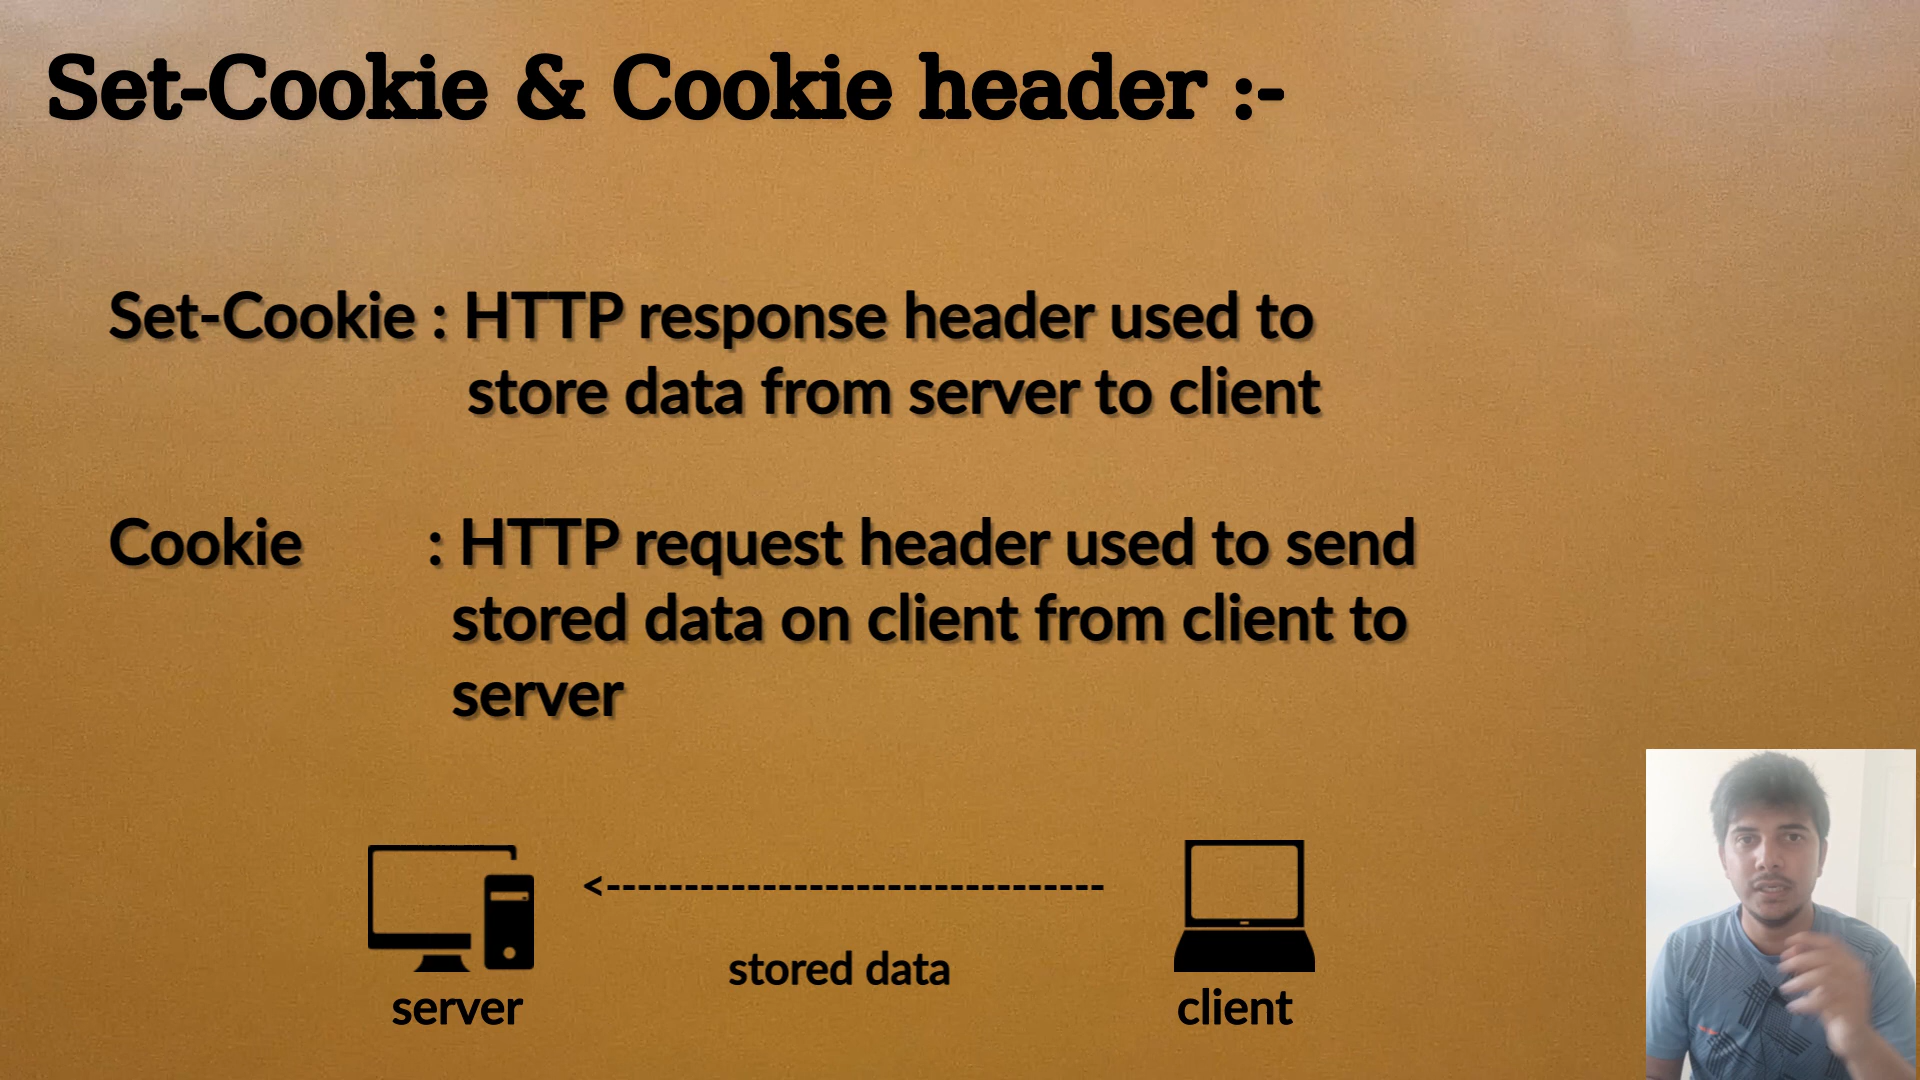 Set-Cookie & Cookie header :-
Set-Cookie : HTTP response header used to
store data from server to client
Cookie : HTTP request header used to send
stored data on client from client to
server
<--------------------------------
stored data
server
client